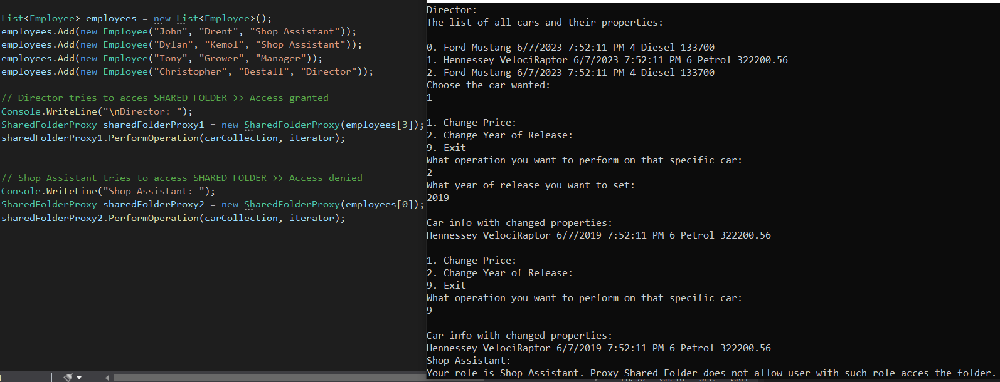 List<Employee> employees = new List<Employee>();
employees.Add(new Employee("John", "Drent", "Shop Assistant"));
employees.Add(new Employee("Dylan", "Kemol", "Shop Assistant"));
employees.Add(new Employee("Tony", "Grower", "Manager"));
employees.Add(new Employee("Christopher", "Bestall", "Director"));
// Director tries to acces SHARED FOLDER >> Access granted
Console.WriteLine("\nDirector: ");
SharedFolderProxy sharedFolderProxy1 = new SharedFolderProxy(employees[3]);
sharedFolderProxy1.PerformOperation(carCollection, iterator);
// Shop Assistant tries to access SHARED FOLDER >> Access denied
Console.WriteLine("Shop Assistant: ");
SharedFolderProxy sharedFolderProxy2 = new SharedFolderProxy(employees[0]);
sharedFolderProxy2.PerformOperation(carCollection, iterator);
Director:
The list of all cars and their properties:
0. Ford Mustang 6/7/2023 7:52:11 PM 4 Diesel 133700
1. Hennessey VelociRaptor 6/7/2023 7:52:11 PM 6 Petrol 322200.56
2. Ford Mustang 6/7/2023 7:52:11 PM 4 Diesel 133700
Choose the car wanted:
1
1. Change Price:
2. Change Year of Release:
9. Exit
What operation you want to perform on that specific car:
2
What year of release you want to set:
2019
Car info with changed properties:
Hennessey VelociRaptor 6/7/2019 7:52:11 PM 6 Petrol 322200.56
1. Change Price:
2. Change Year of Release:
9. Exit
What operation you want to perform on that specific car:
9
Car info with changed properties:
Hennessey VelociRaptor 6/7/2019 7:52:11 PM 6 Petrol 322200.56
Shop Assistant:
Your role is Shop Assistant. Proxy Shared Folder does not allow user with such role acces the folder.